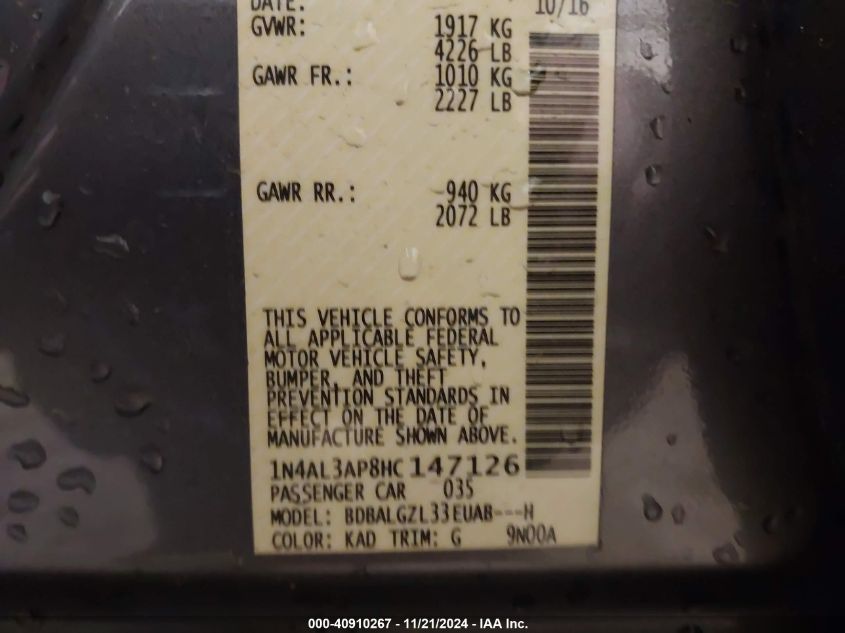 DATE: 10/16
GVWR: 1917 KG
4226 LB
GAWR FR.: 1010 KG
2227 LB
GAWR RR.: 940 KG
2072 LB
THIS VEHICLE CONFORMS TO
ALL APPLICABLE FEDERAL
MOTOR VEHICLE SAFETY,
BUMPER, AND THEFT
PREVENTION STANDARDS IN
EFFECT ON THE DATE OF
MANUFACTURE SHOWN ABOVE.
1N4AL3AP8HC147126
PASSENGER CAR 035
MODEL: BDBALGZL33EUAB---H
COLOR: KAD TRIM: G 9N00A
000-40910267 - 11/21/2024 - IAA Inc.